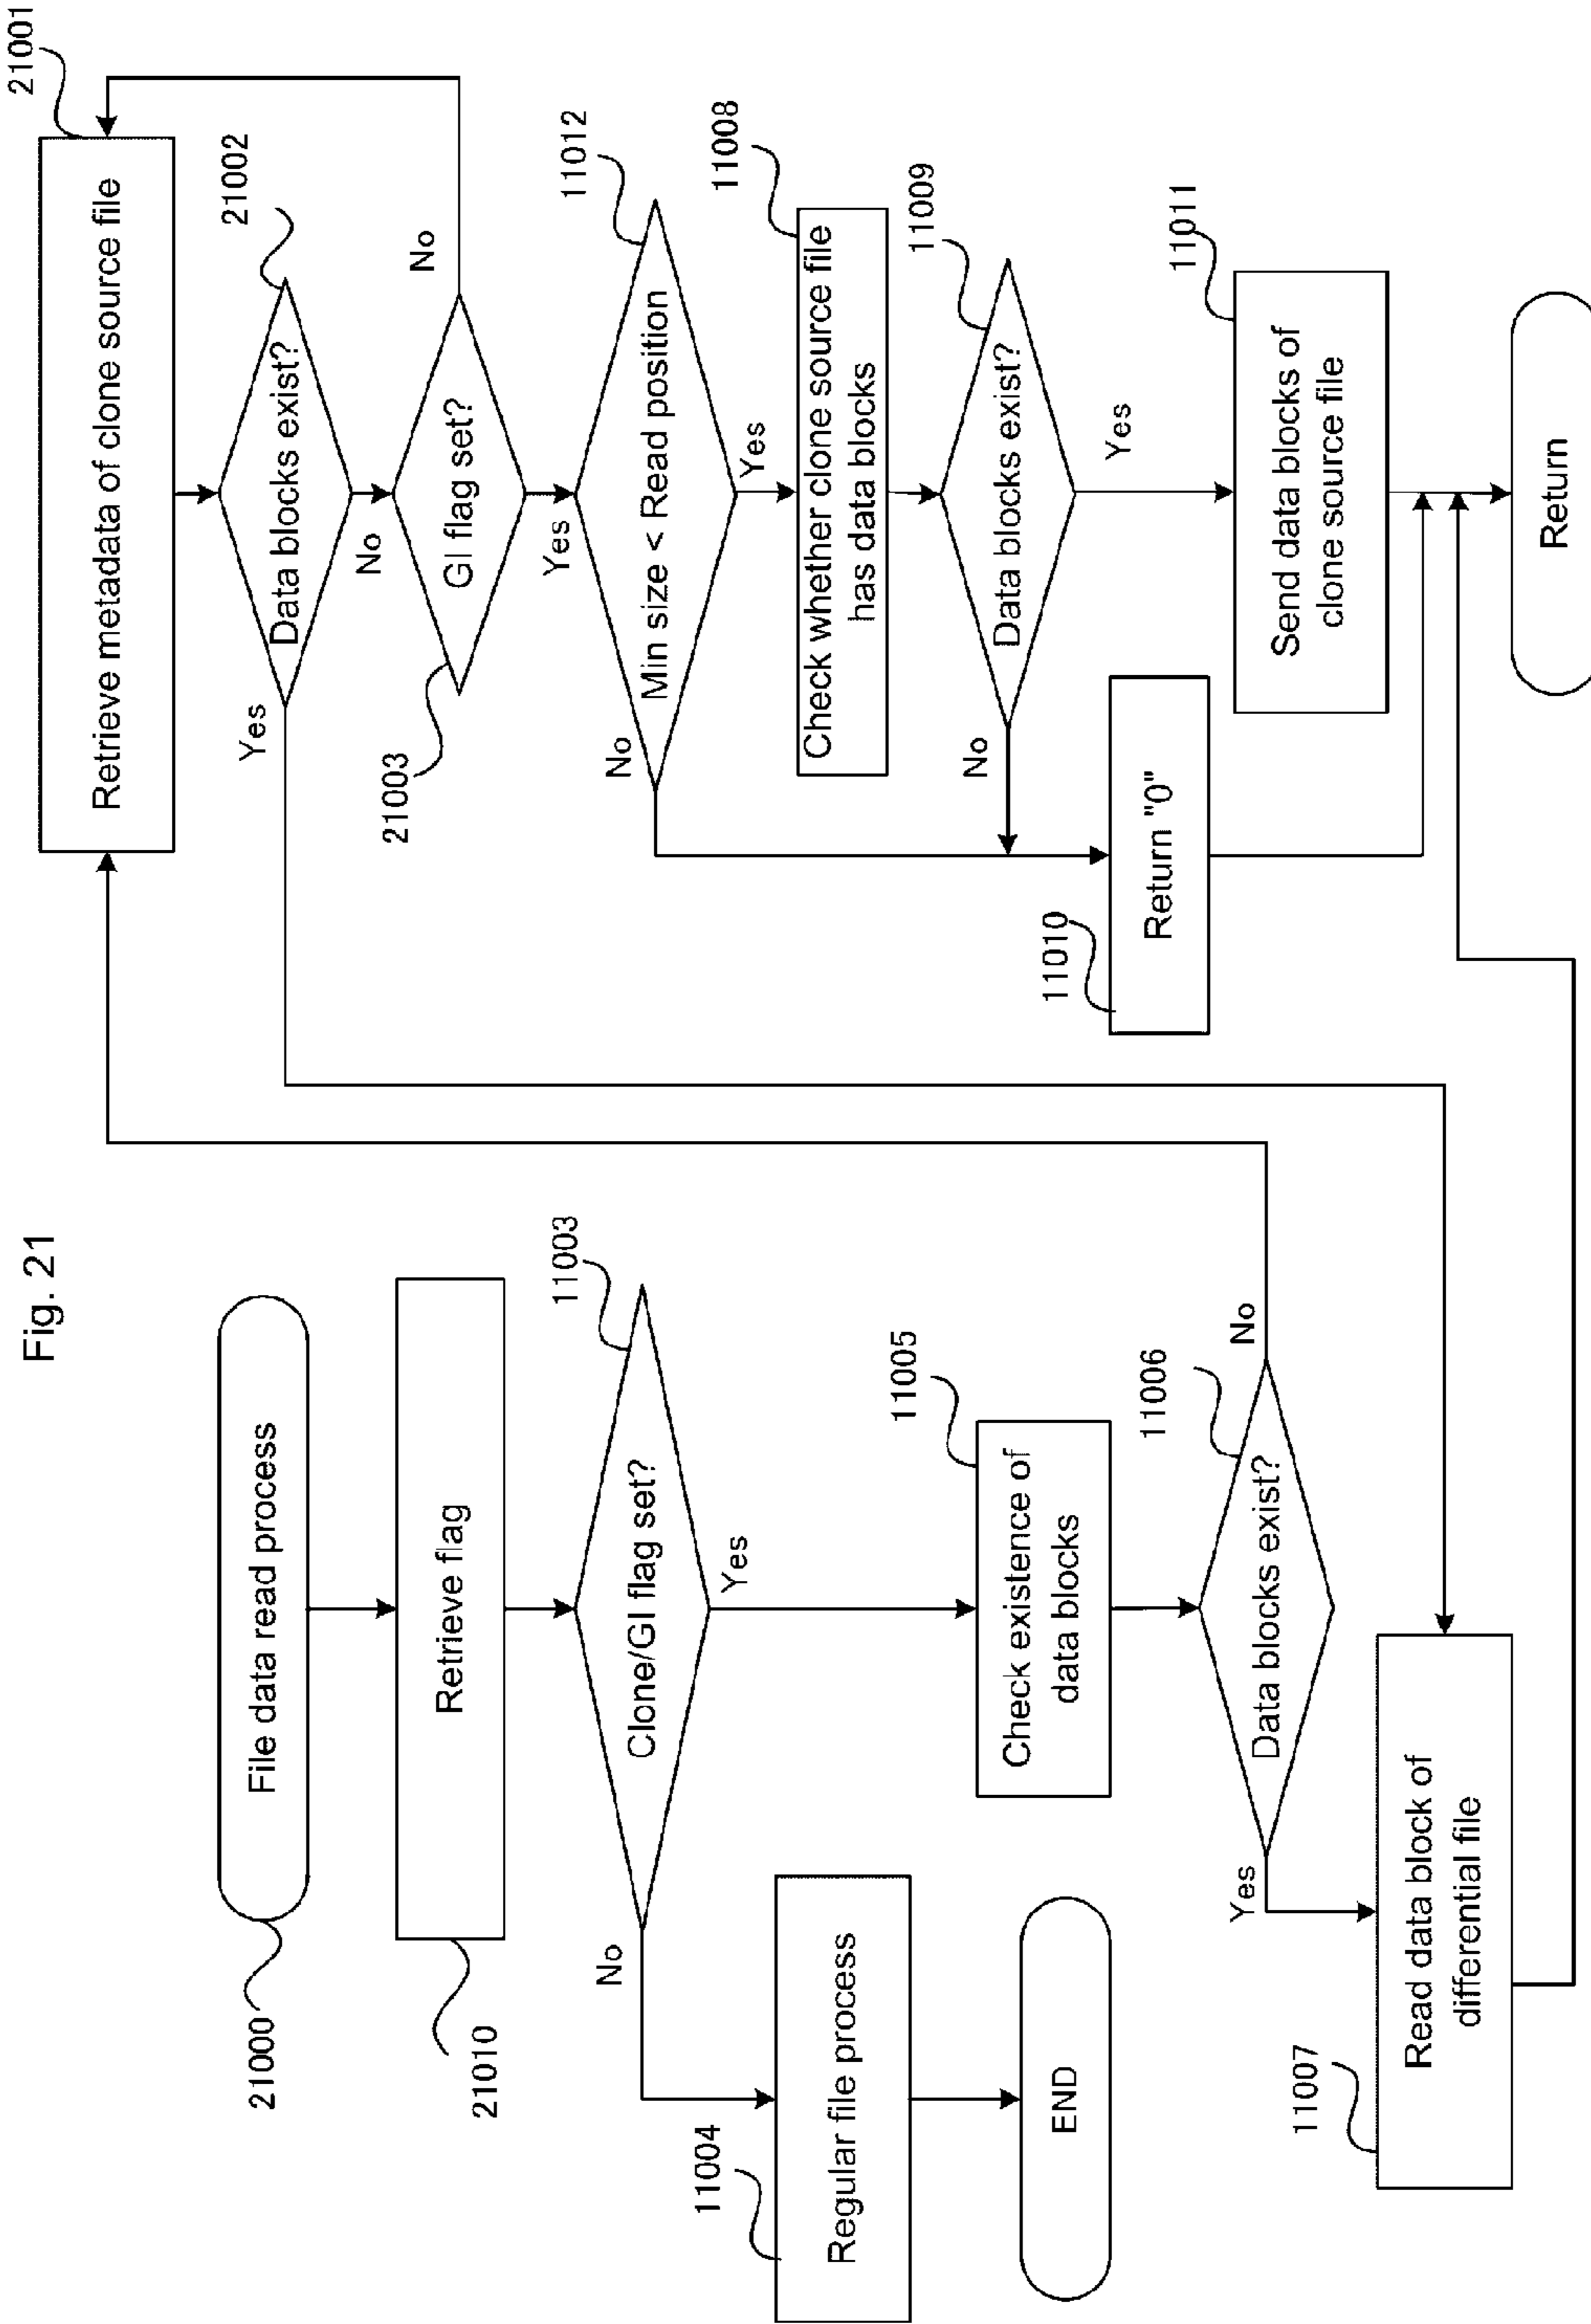 Fig. 21
File data read process
21000
Retrieve flag
21010
Clone/GI flag set?
11003
No
Yes
Regular file process
11004
END
Check existence of
data blocks
11005
Data blocks exist?
11006
Yes
No
Read data block of
differential file
11007
Retrieve metadata of clone source file
21001
Data blocks exist?
21002
Yes
No
GI flag set?
21003
No
Yes
Min size < Read position
11012
No
Yes
Check whether clone source file
has data blocks
11008
Data blocks exist?
11009
No
Yes
Return "0"
11010
Send data blocks of
clone source file
11011
Return